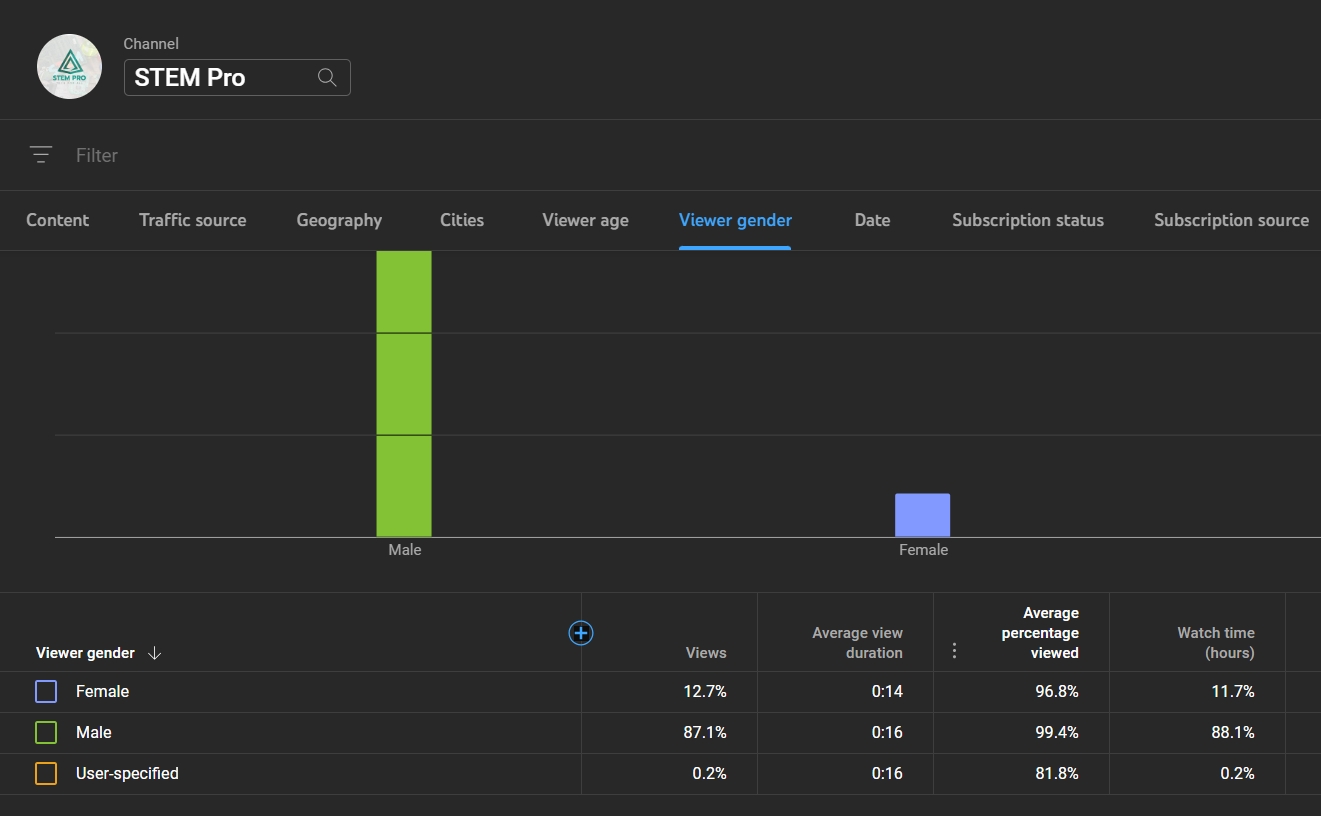 Channel
STEM PRO
STEM Pro
Filter
Content Traffic source Geography Cities Viewer age Viewer gender Date Subscription status Subscription source
Male Female
Viewer gender Views Average view duration Average percentage viewed Watch time (hours)
Female 12.7% 0:14 96.8% 11.7%
Male 87.1% 0:16 99.4% 88.1%
User-specified 0.2% 0:16 81.8% 0.2%